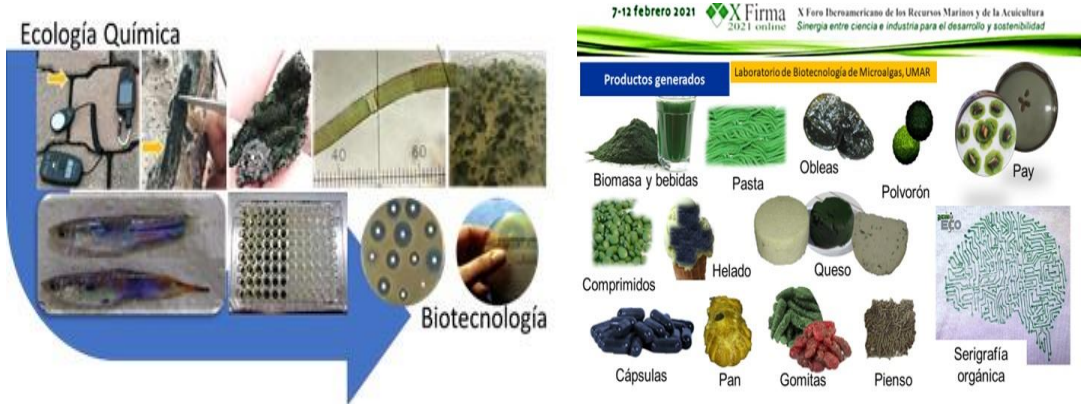 Ecología Química
40
60
Biotecnología
7-12 febrero 2021
X Firma
2021 online
X Foro Iberoamericano de los Recursos Marinos y de la Acuicultura
Sinergia entre ciencia e industria para el desarrollo y sostenibilidad
Productos generados
Laboratorio de Biotecnología de Microalgas, UMAR
Biomasa y bebidas
Pasta
Obleas
Polvorón
Pay
Comprimidos
Helado
Queso
ECO
Cápsulas
Pan
Gomitas
Pienso
Serigrafía
orgánica